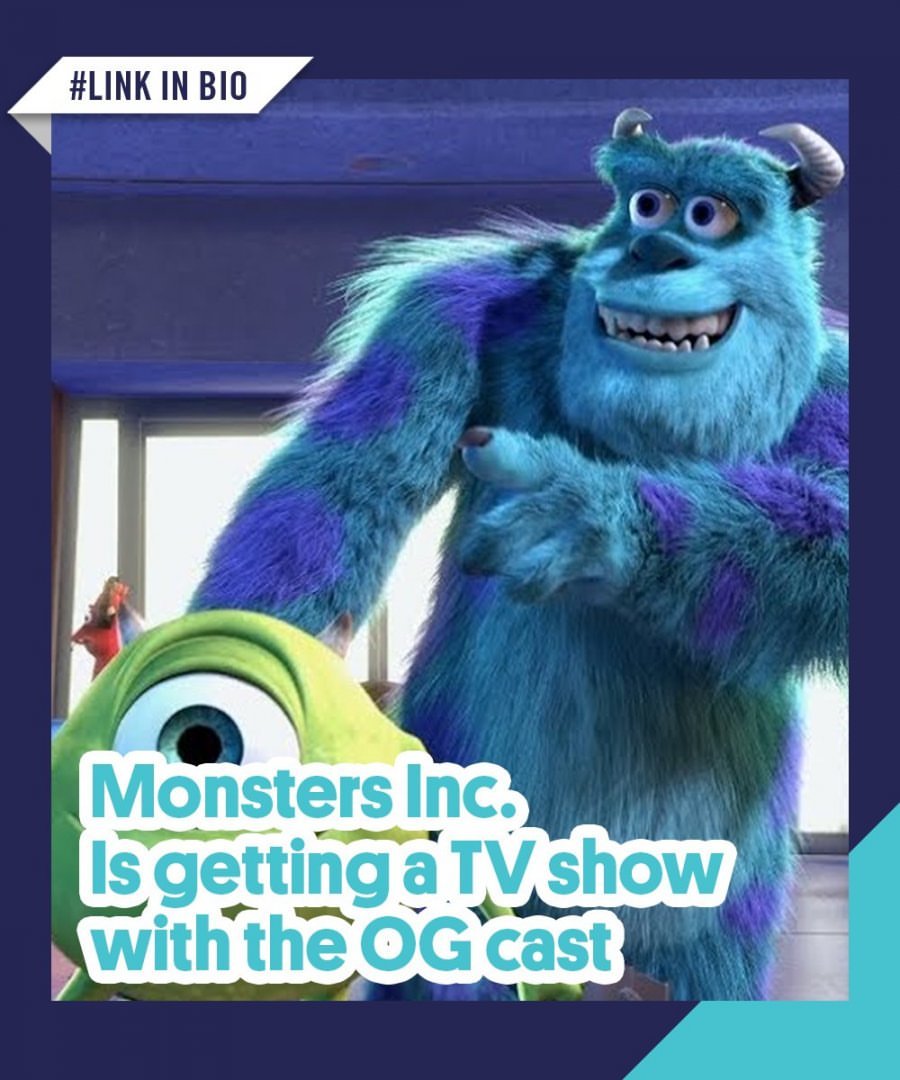 #LINK IN BIO
Monsters Inc.
Is getting a TV show
with the OG cast